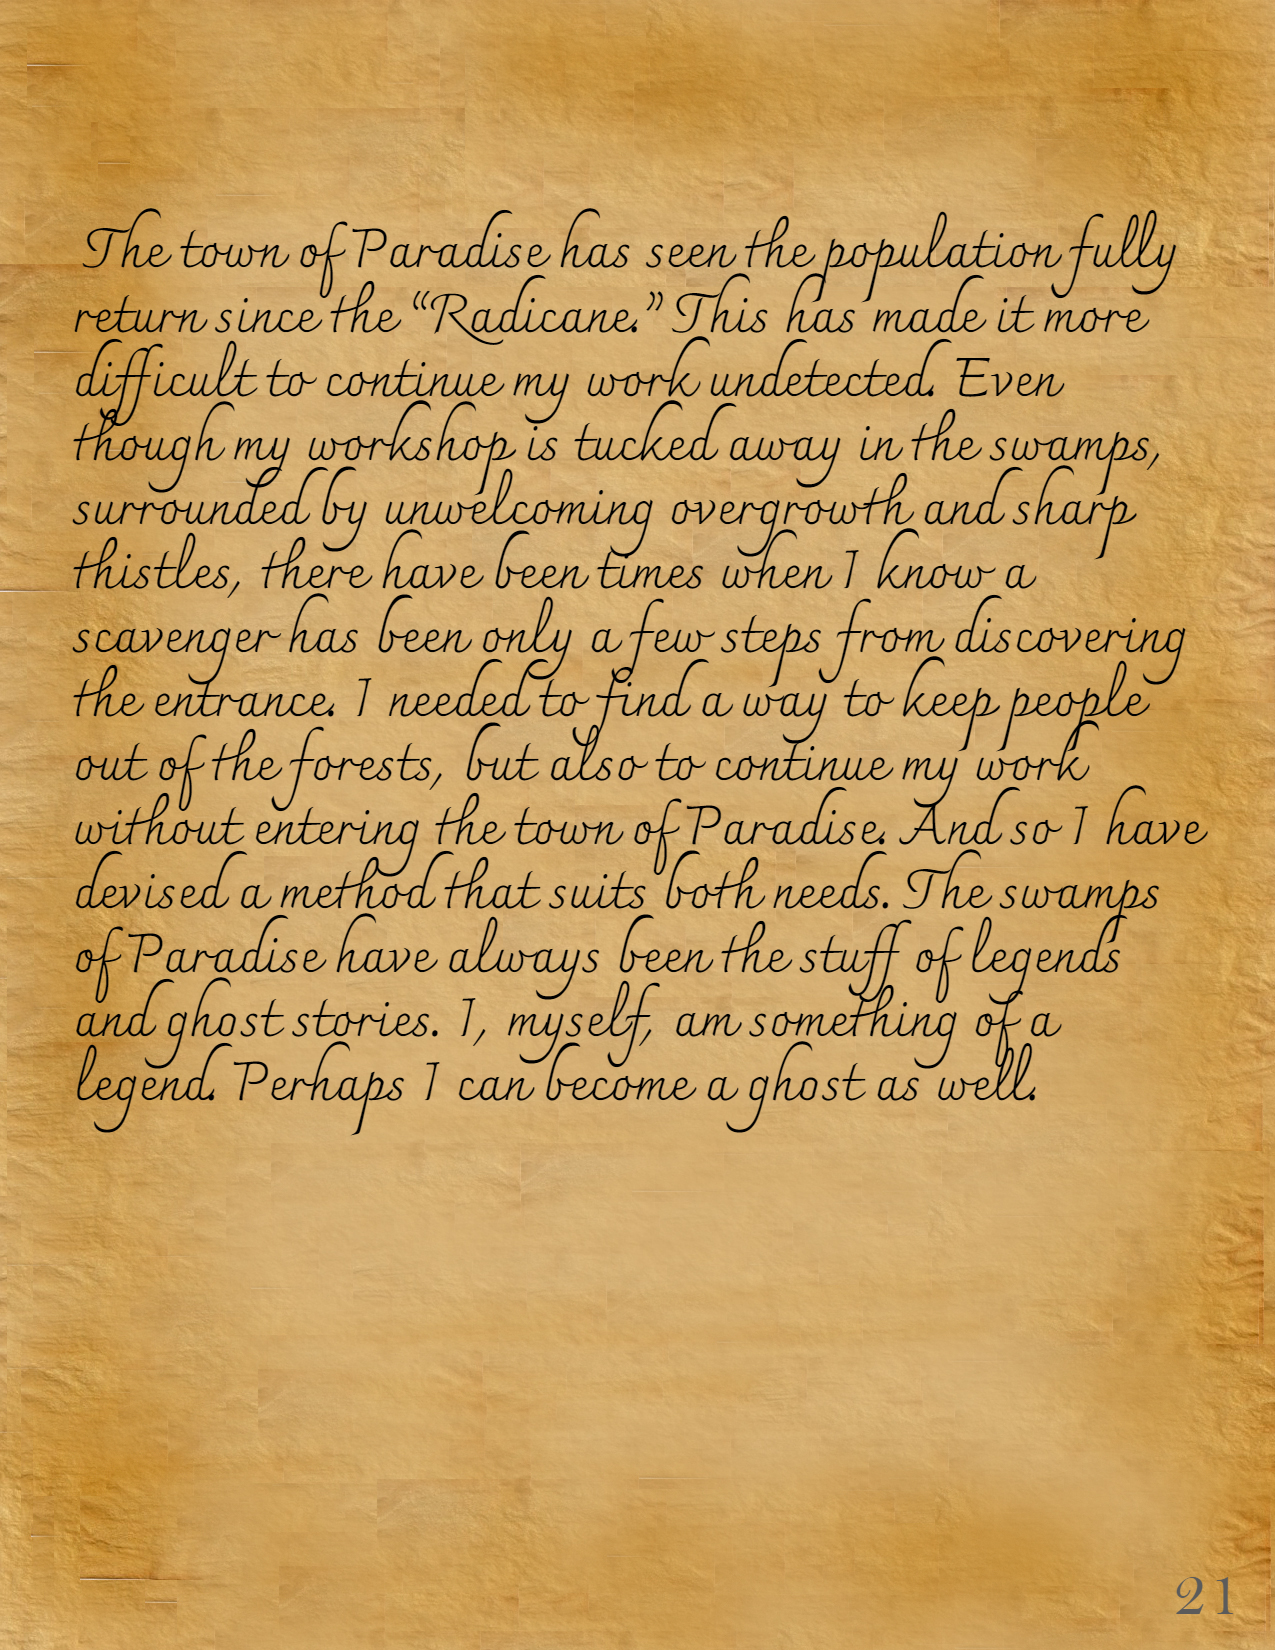 The town of Paradise has seen the population fully
return since the “Radicane.” This has made it more
difficult to continue my work undetected. Even
though my workshop is tucked away in the swamps,
surrounded by unwelcoming overgrowth and sharp
thistles, there have been times when I know a
scavenger has been only a few steps from discovering
the entrance. I needed to find a way to keep people
out of the forests, but also to continue my work
without entering the town of Paradise. And so I have
devised a method that suits both needs. The swamps
of Paradise have always been the stuff of legends
and ghost stories. I, myself, am something of a
legend. Perhaps I can become a ghost as well.
21